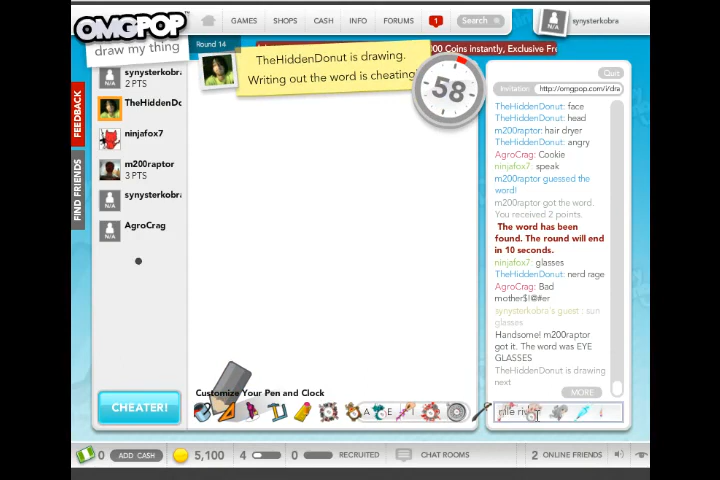 OMGPOP
draw my thing
GAMES SHOPS CASH INFO FORUMS 1 Search
N/A synysterkobra
Round 14
00 Coins instantly, Exclusive Fre
TheHiddenDonut is drawing.
Writing out the word is cheating
58
Quit
Invitation http://omgpop.com/i/dra
FEEDBACK
FIND FRIENDS
N/A synysterkobra
2 PTS
TheHiddenDo
ninjafox7
m200raptor
3 PTS
N/A synysterkobra
N/A AgroCrag
TheHiddenDonut: face
TheHiddenDonut: head
m200raptor: hair dryer
TheHiddenDonut: angry
AgroCrag: Cookie
ninjafox7: speak
m200raptor guessed the
word!
m200raptor got the word.
You received 2 points.
The word has been
found. The round will end
in 10 seconds.
ninjafox7: glasses
TheHiddenDonut: nerd rage
AgroCrag: Bad
mother$!@#er
synysterkobra's guest : sun
glasses
Handsome! m200raptor
got it. The word was EYE
GLASSES
TheHiddenDonut is drawing
next
MORE
Customize Your Pen and Clock
A E
CHEATER!
0 ADD CASH 5,100 4 0 RECRUITED CHAT ROOMS 2 ONLINE FRIENDS